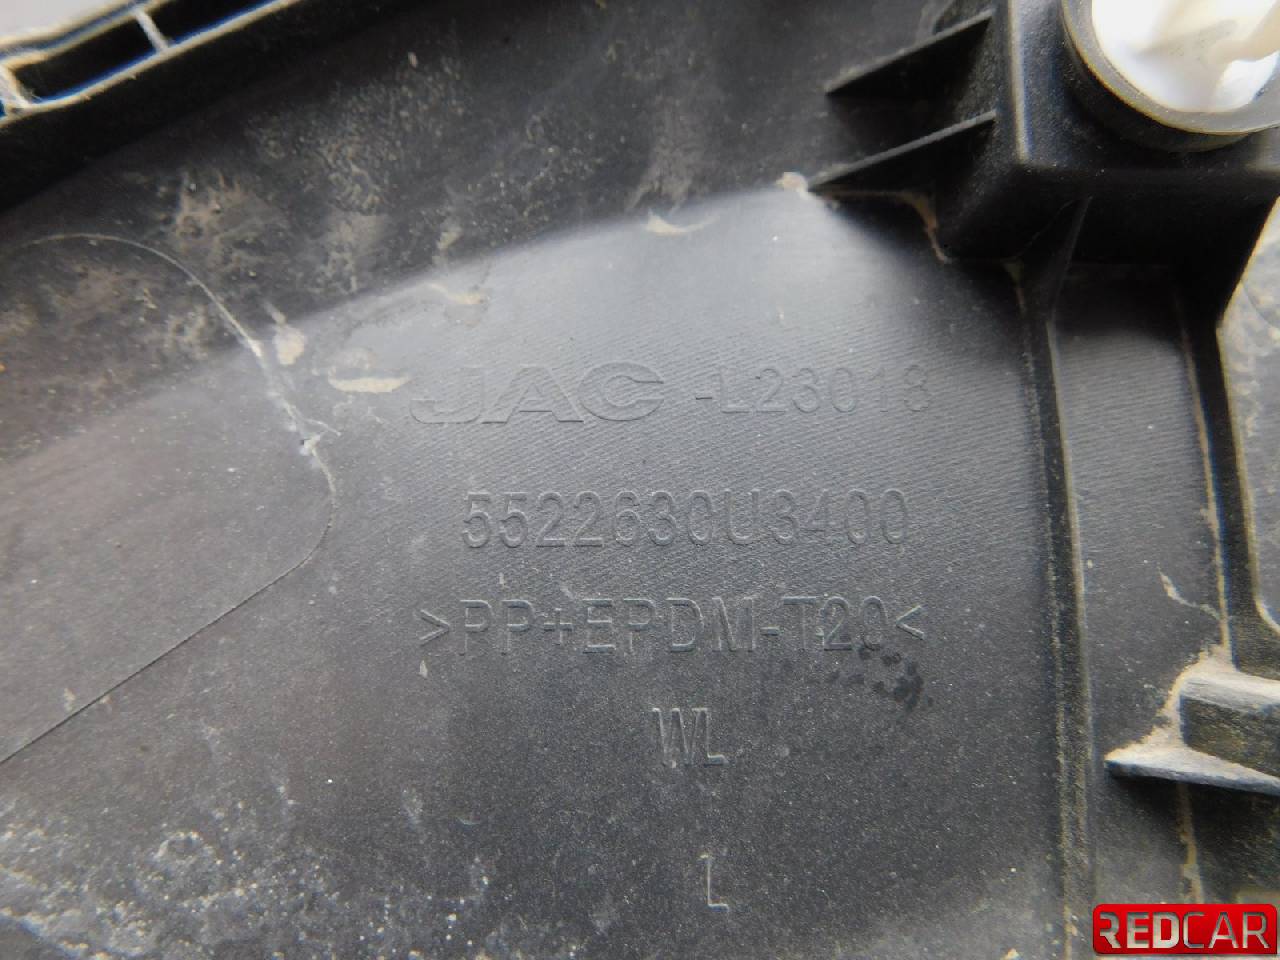 JAC -L23018
5522630U3400
>PP+EPDM-T20<
WL
L
REDCAR